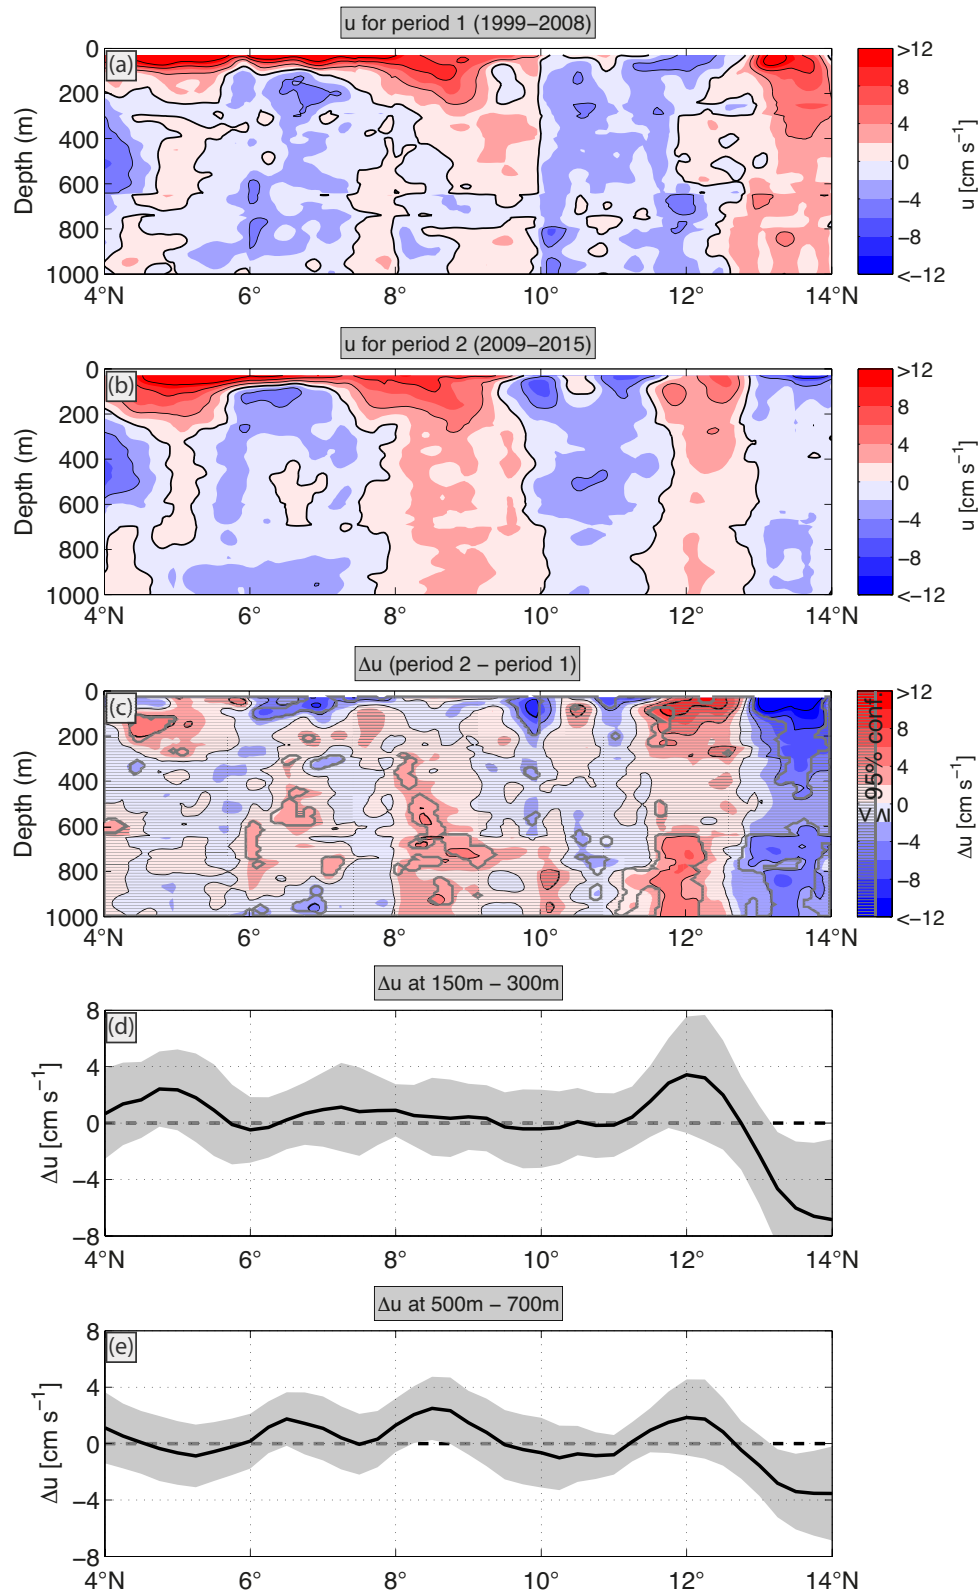 u for period 1 (1999−2008)
(a)
0
200
400
600
800
1000
Depth (m)
4°N
6°
8°
10°
12°
14°N
>12
8
4
0
−4
−8
<−12
u [cm s⁻¹]
u for period 2 (2009−2015)
(b)
0
200
400
600
800
1000
Depth (m)
4°N
6°
8°
10°
12°
14°N
>12
8
4
0
−4
−8
<−12
u [cm s⁻¹]
Δu (period 2 − period 1)
(c)
0
200
400
600
800
1000
Depth (m)
4°N
6°
8°
10°
12°
14°N
>12
8
4
0
−4
−8
<−12
< 95% conf.
≥
Δu [cm s⁻¹]
Δu at 150m − 300m
(d)
8
4
0
−4
−8
Δu [cm s⁻¹]
4°N
6°
8°
10°
12°
14°N
Δu at 500m − 700m
(e)
8
4
0
−4
−8
Δu [cm s⁻¹]
4°N
6°
8°
10°
12°
14°N